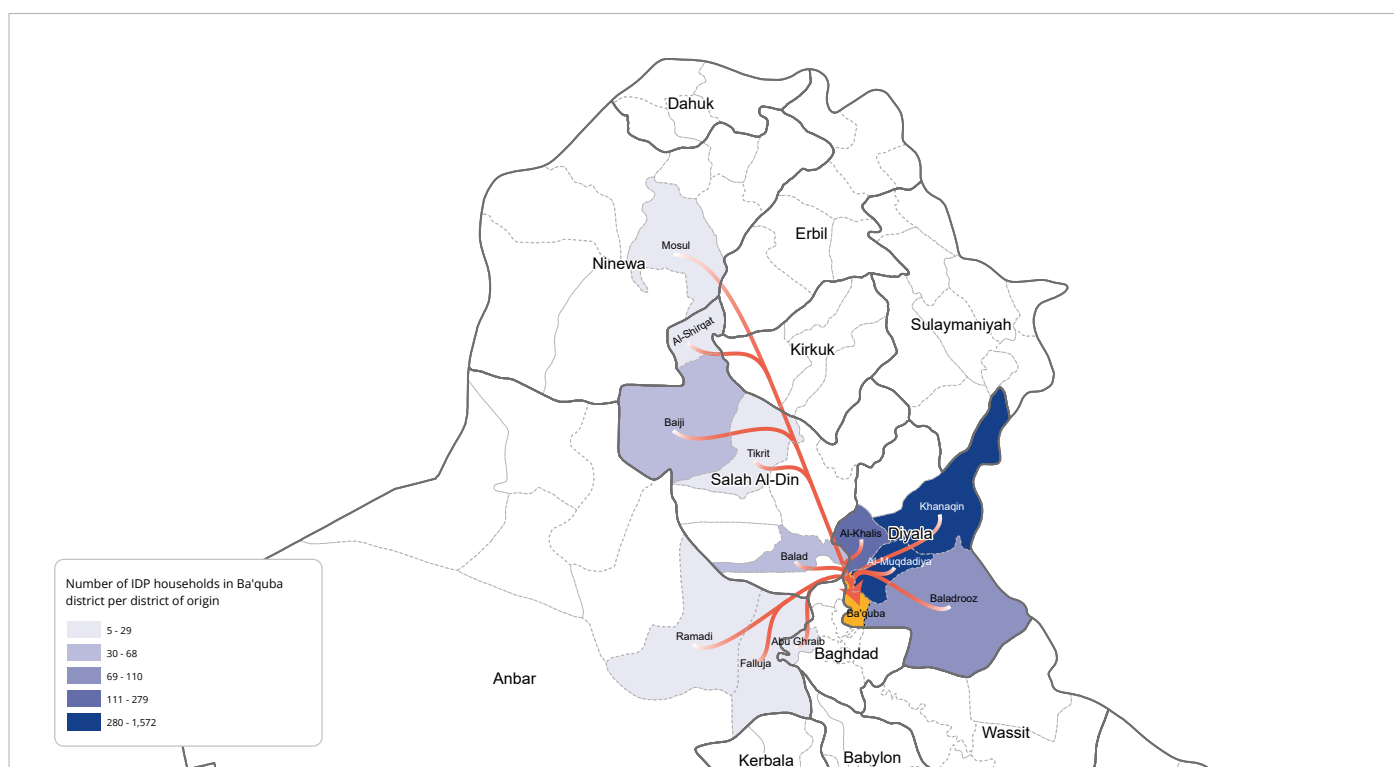 Dahuk
Erbil
Mosul
Ninewa
Al-Shirqat
Sulaymaniyah
Kirkuk
Baiji
Tikrit
Salah Al-Din
Khanaqin
Al-Khalis
Diyala
Balad
Al-Muqdadiya
Baladrooz
Ba'quba
Ramadi
Abu Ghraib
Baghdad
Falluja
Anbar
Wassit
Kerbala
Babylon
Number of IDP households in Ba'quba
district per district of origin
5 - 29
30 - 68
69 - 110
111 - 279
280 - 1,572